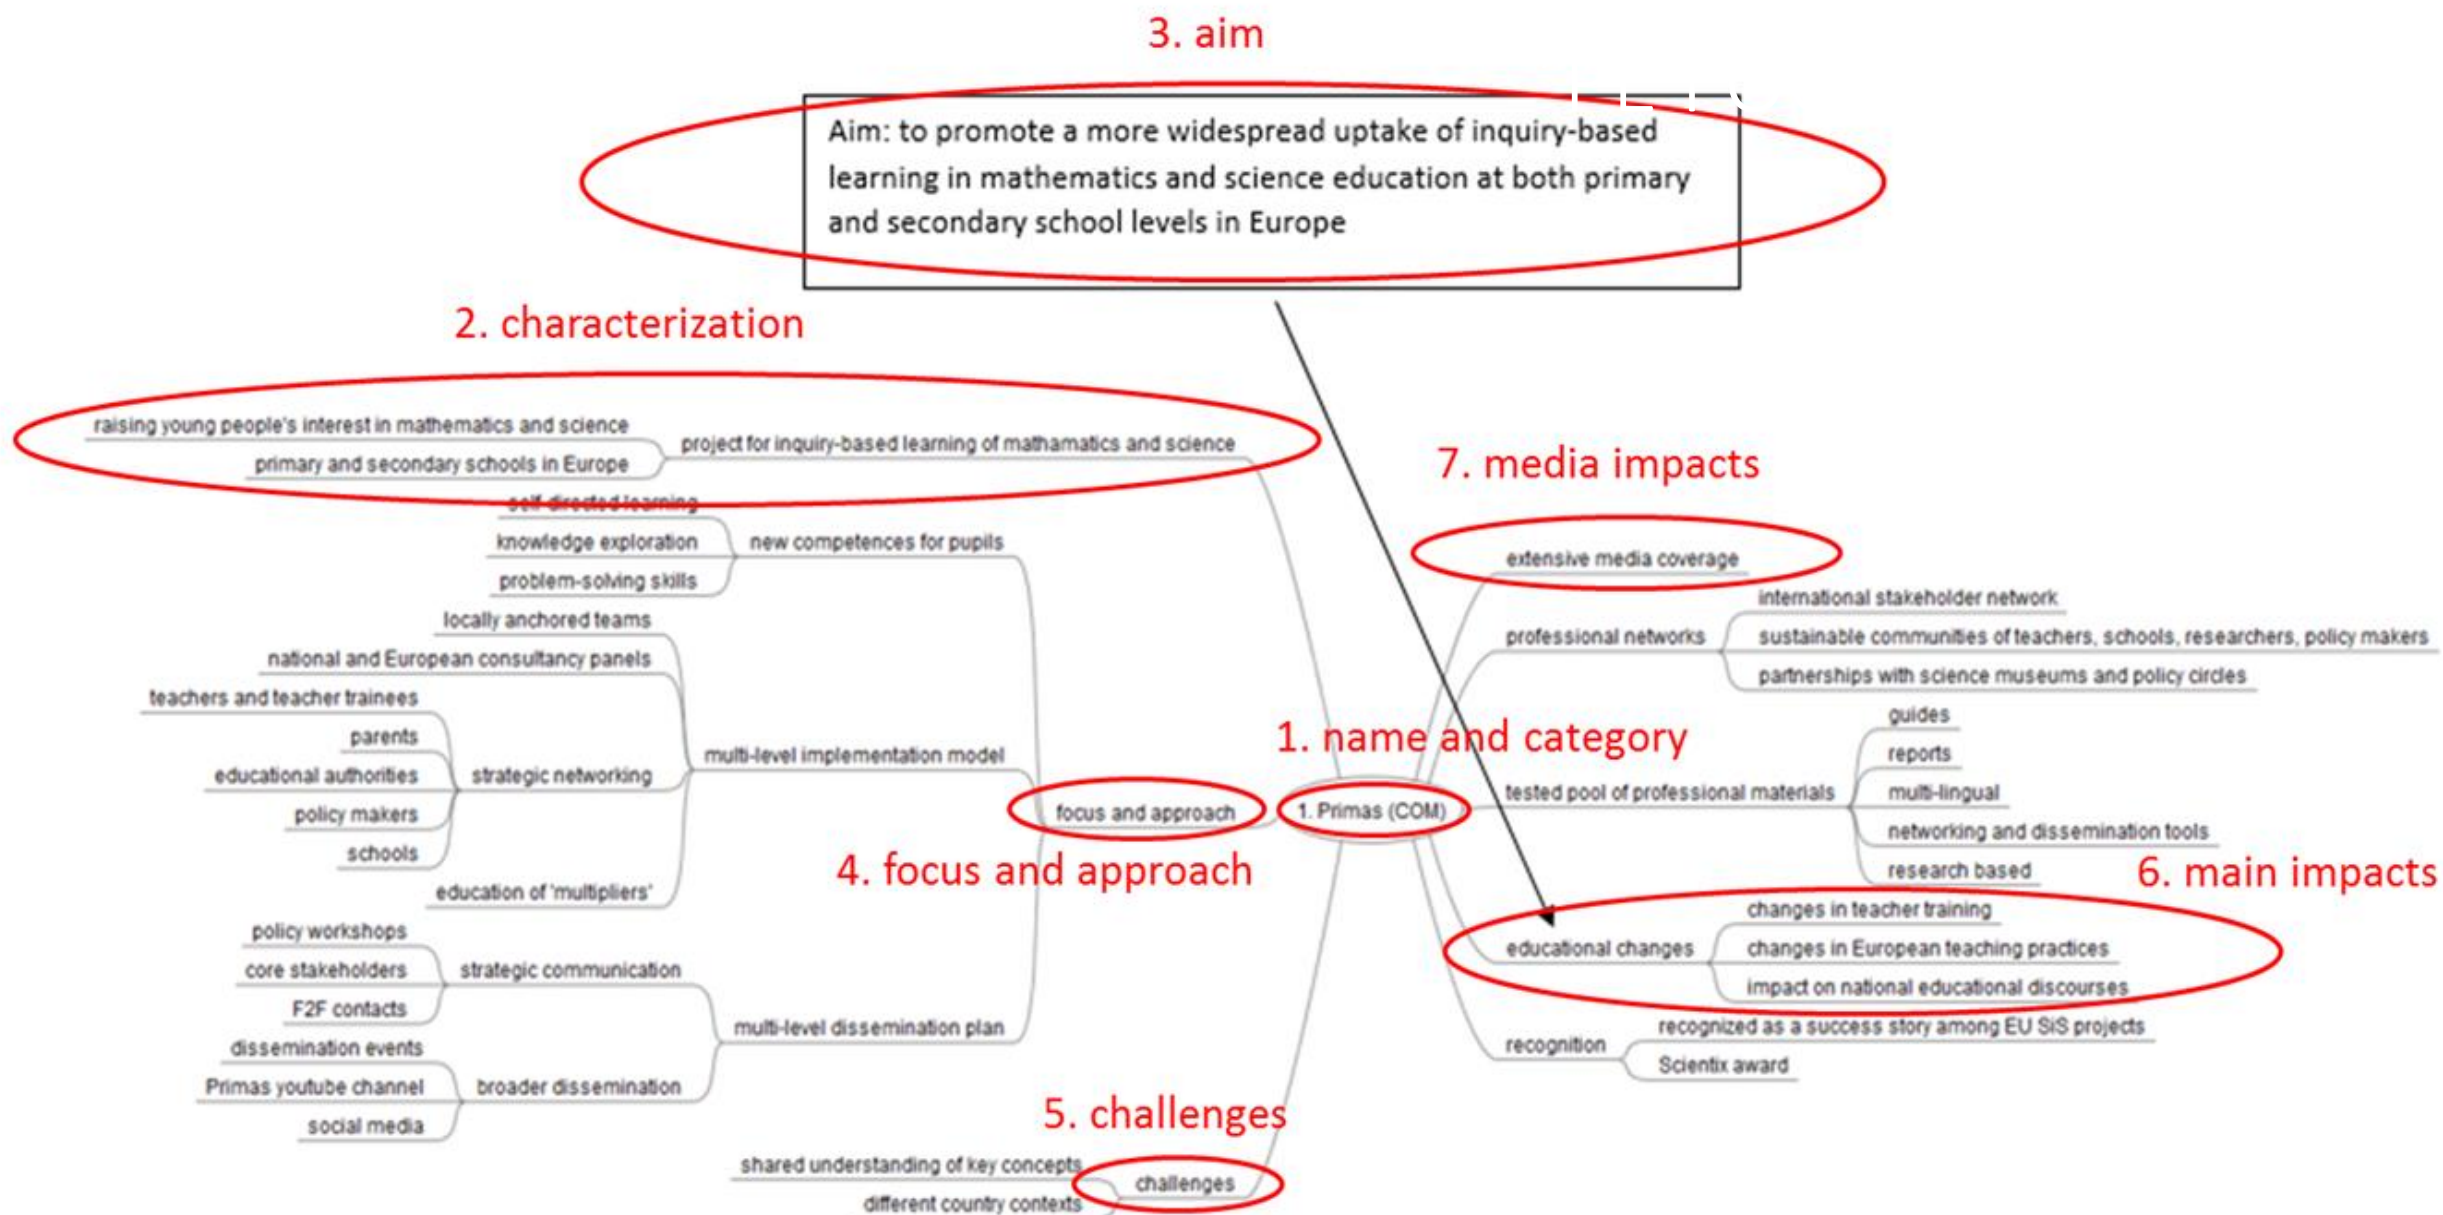 3. aim
Aim: to promote a more widespread uptake of inquiry-based
learning in mathematics and science education at both primary
and secondary school levels in Europe
2. characterization
raising young people's interest in mathematics and science
primary and secondary schools in Europe
project for inquiry-based learning of mathamatics and science
self-directed learning
knowledge exploration
problem-solving skills
new competences for pupils
locally anchored teams
national and European consultancy panels
teachers and teacher trainees
parents
educational authorities
policy makers
schools
strategic networking
education of 'multipliers'
multi-level implementation model
policy workshops
core stakeholders
F2F contacts
strategic communication
dissemination events
Primas youtube channel
social media
broader dissemination
multi-level dissemination plan
focus and approach
4. focus and approach
5. challenges
shared understanding of key concepts
different country contexts
challenges
1. name and category
1. Primas (COM)
7. media impacts
extensive media coverage
professional networks
international stakeholder network
sustainable communities of teachers, schools, researchers, policy makers
partnerships with science museums and policy circles
tested pool of professional materials
guides
reports
multi-lingual
networking and dissemination tools
research based
6. main impacts
educational changes
changes in teacher training
changes in European teaching practices
impact on national educational discourses
recognition
recognized as a success story among EU SiS projects
Scientix award